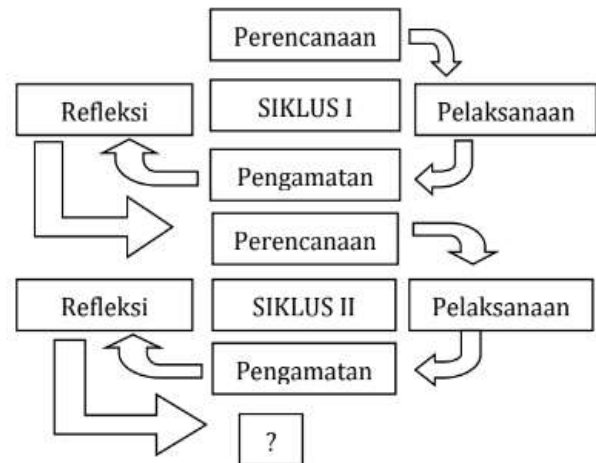 Perencanaan
Refleksi
SIKLUS I
Pelaksanaan
Pengamatan
Perencanaan
Refleksi
SIKLUS II
Pelaksanaan
Pengamatan
?